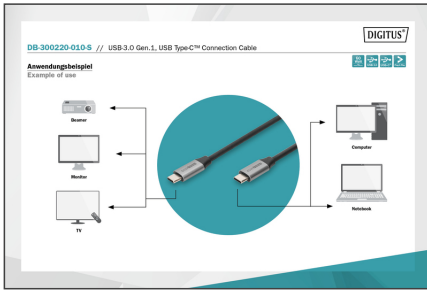 DIGITUS®
DB-300220-010-S // USB-3.0 Gen.1, USB Type-C™ Connection Cable
Anwendungsbeispiel
Example of use
Beamer
Monitor
TV
Computer
Notebook